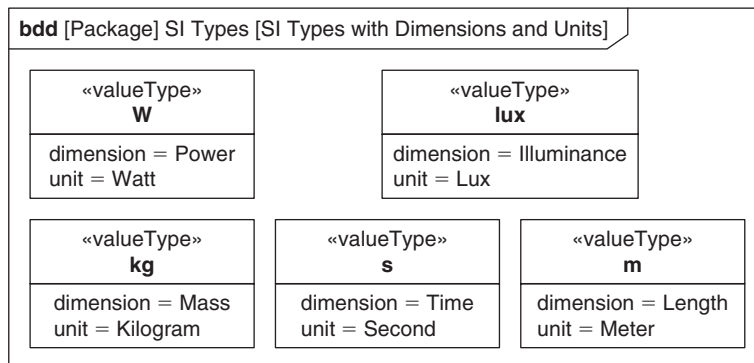 bdd [Package] SI Types [SI Types with Dimensions and Units]
«valueType»
W
dimension = Power
unit = Watt
«valueType»
lux
dimension = Illuminance
unit = Lux
«valueType»
kg
dimension = Mass
unit = Kilogram
«valueType»
s
dimension = Time
unit = Second
«valueType»
m
dimension = Length
unit = Meter